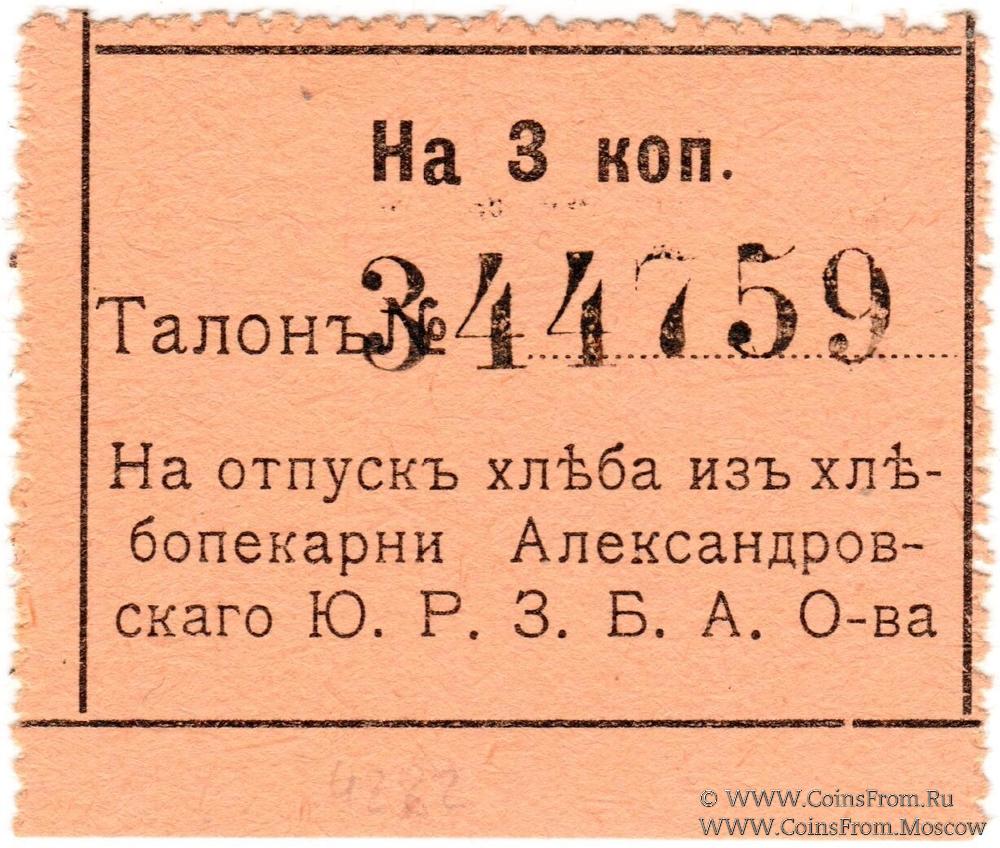 На 3 коп.
Талонъ № 344759
На отпускъ хлѣба изъ хлѣ-
бопекарни Александров-
скаго Ю. Р. З. Б. А. О-ва
© WWW.CoinsFrom.Ru
WWW.CoinsFrom.Moscow